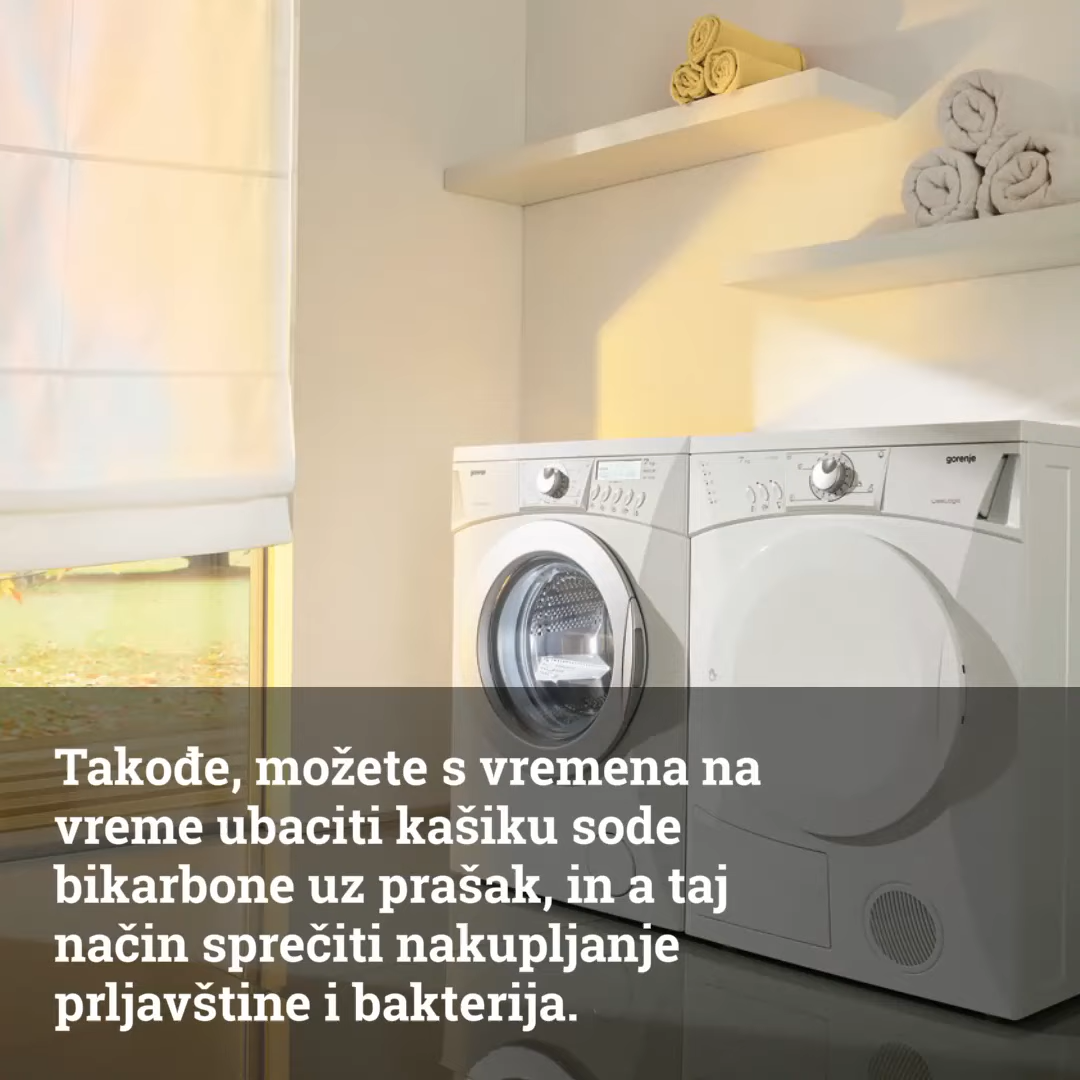 gorenje
gorenje
Takođe, možete s vremena na
vreme ubaciti kašiku sode
bikarbone uz prašak, in a taj
način sprečiti nakupljanje
prljavštine i bakterija.